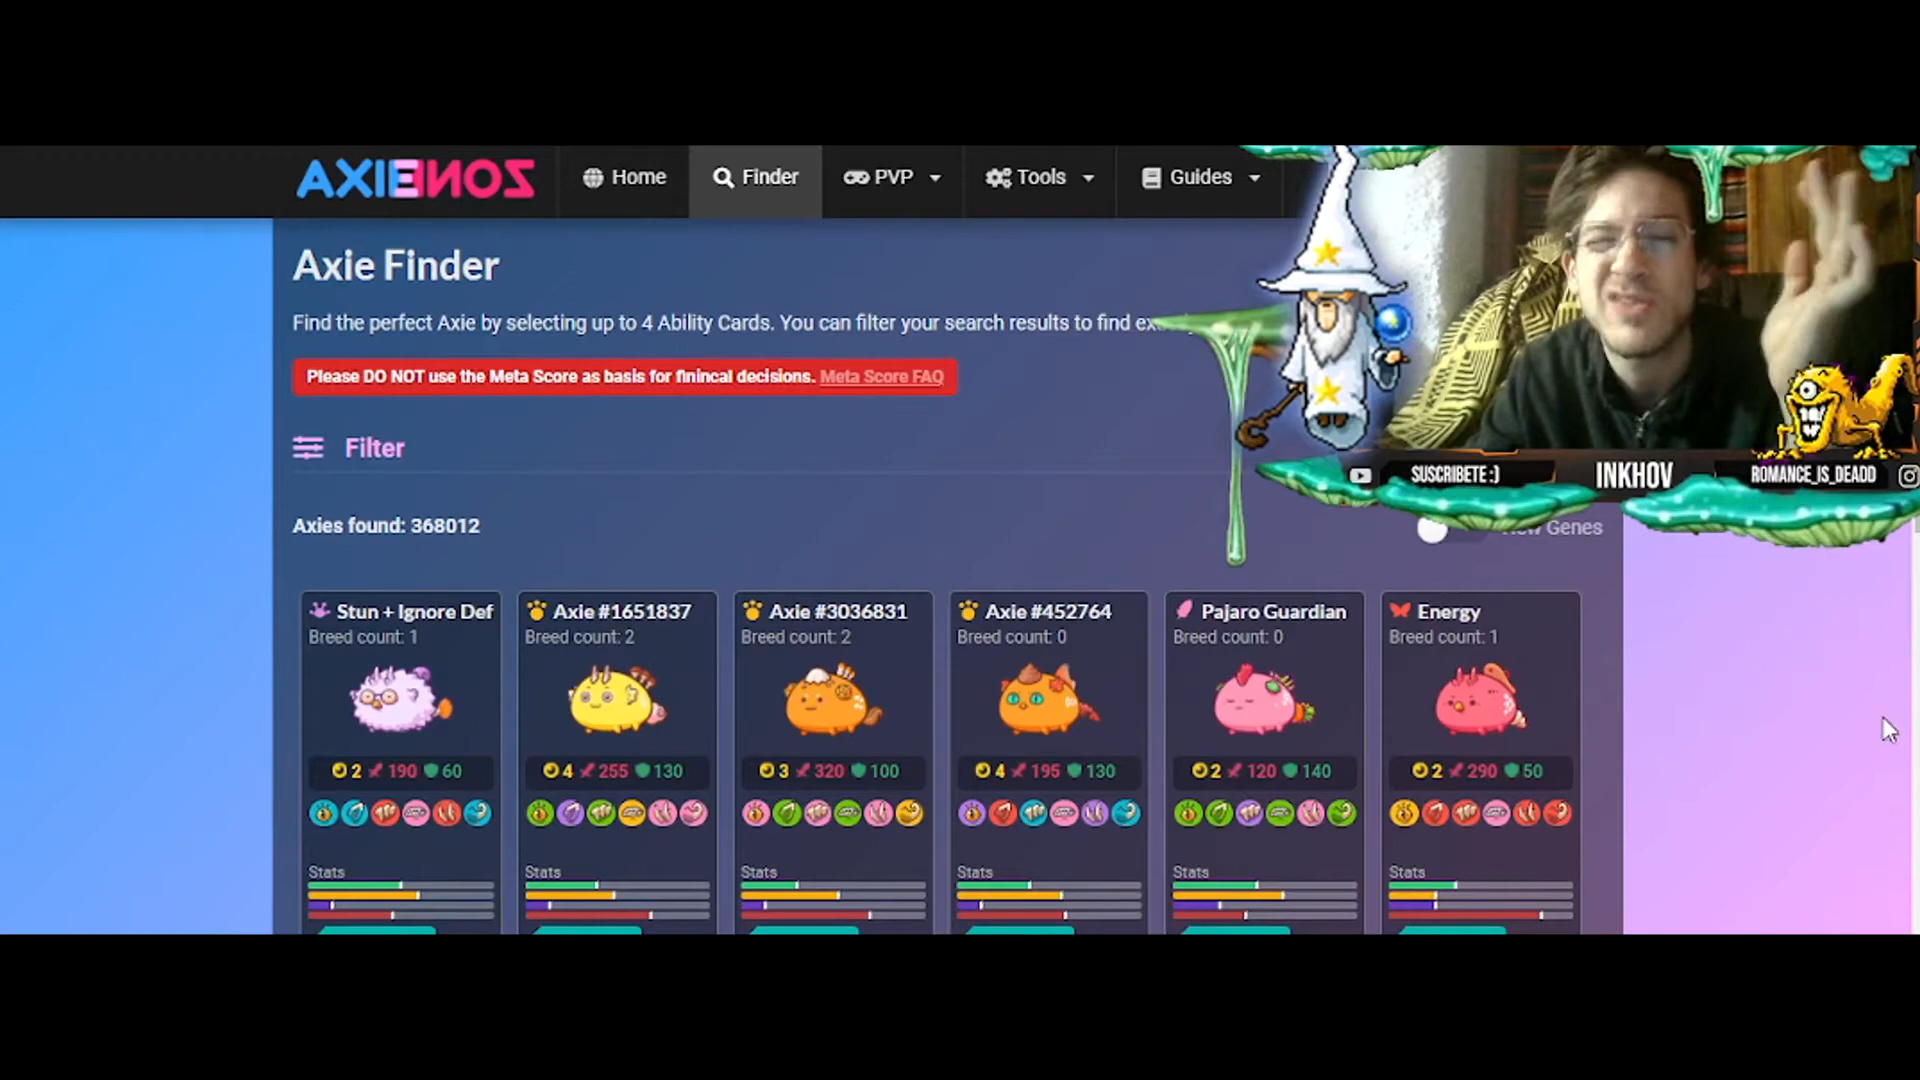 AXIEZONE
Home
Finder
PVP
Tools
Guides
Axie Finder
Find the perfect Axie by selecting up to 4 Ability Cards. You can filter your search results to find
Please DO NOT use the Meta Score as basis for finincal decisions. Meta Score FAQ
Filter
SUSCRIBETE :)
INKHOV
ROMANCE_IS_DEADD
Axies found: 368012
Genes
Stun + Ignore Def
Breed count: 1
2 190 60
Stats
Axie #1651837
Breed count: 2
4 255 130
Stats
Axie #3036831
Breed count: 2
3 320 100
Stats
Axie #452764
Breed count: 0
4 195 130
Stats
Pajaro Guardian
Breed count: 0
2 120 140
Stats
Energy
Breed count: 1
2 290 50
Stats